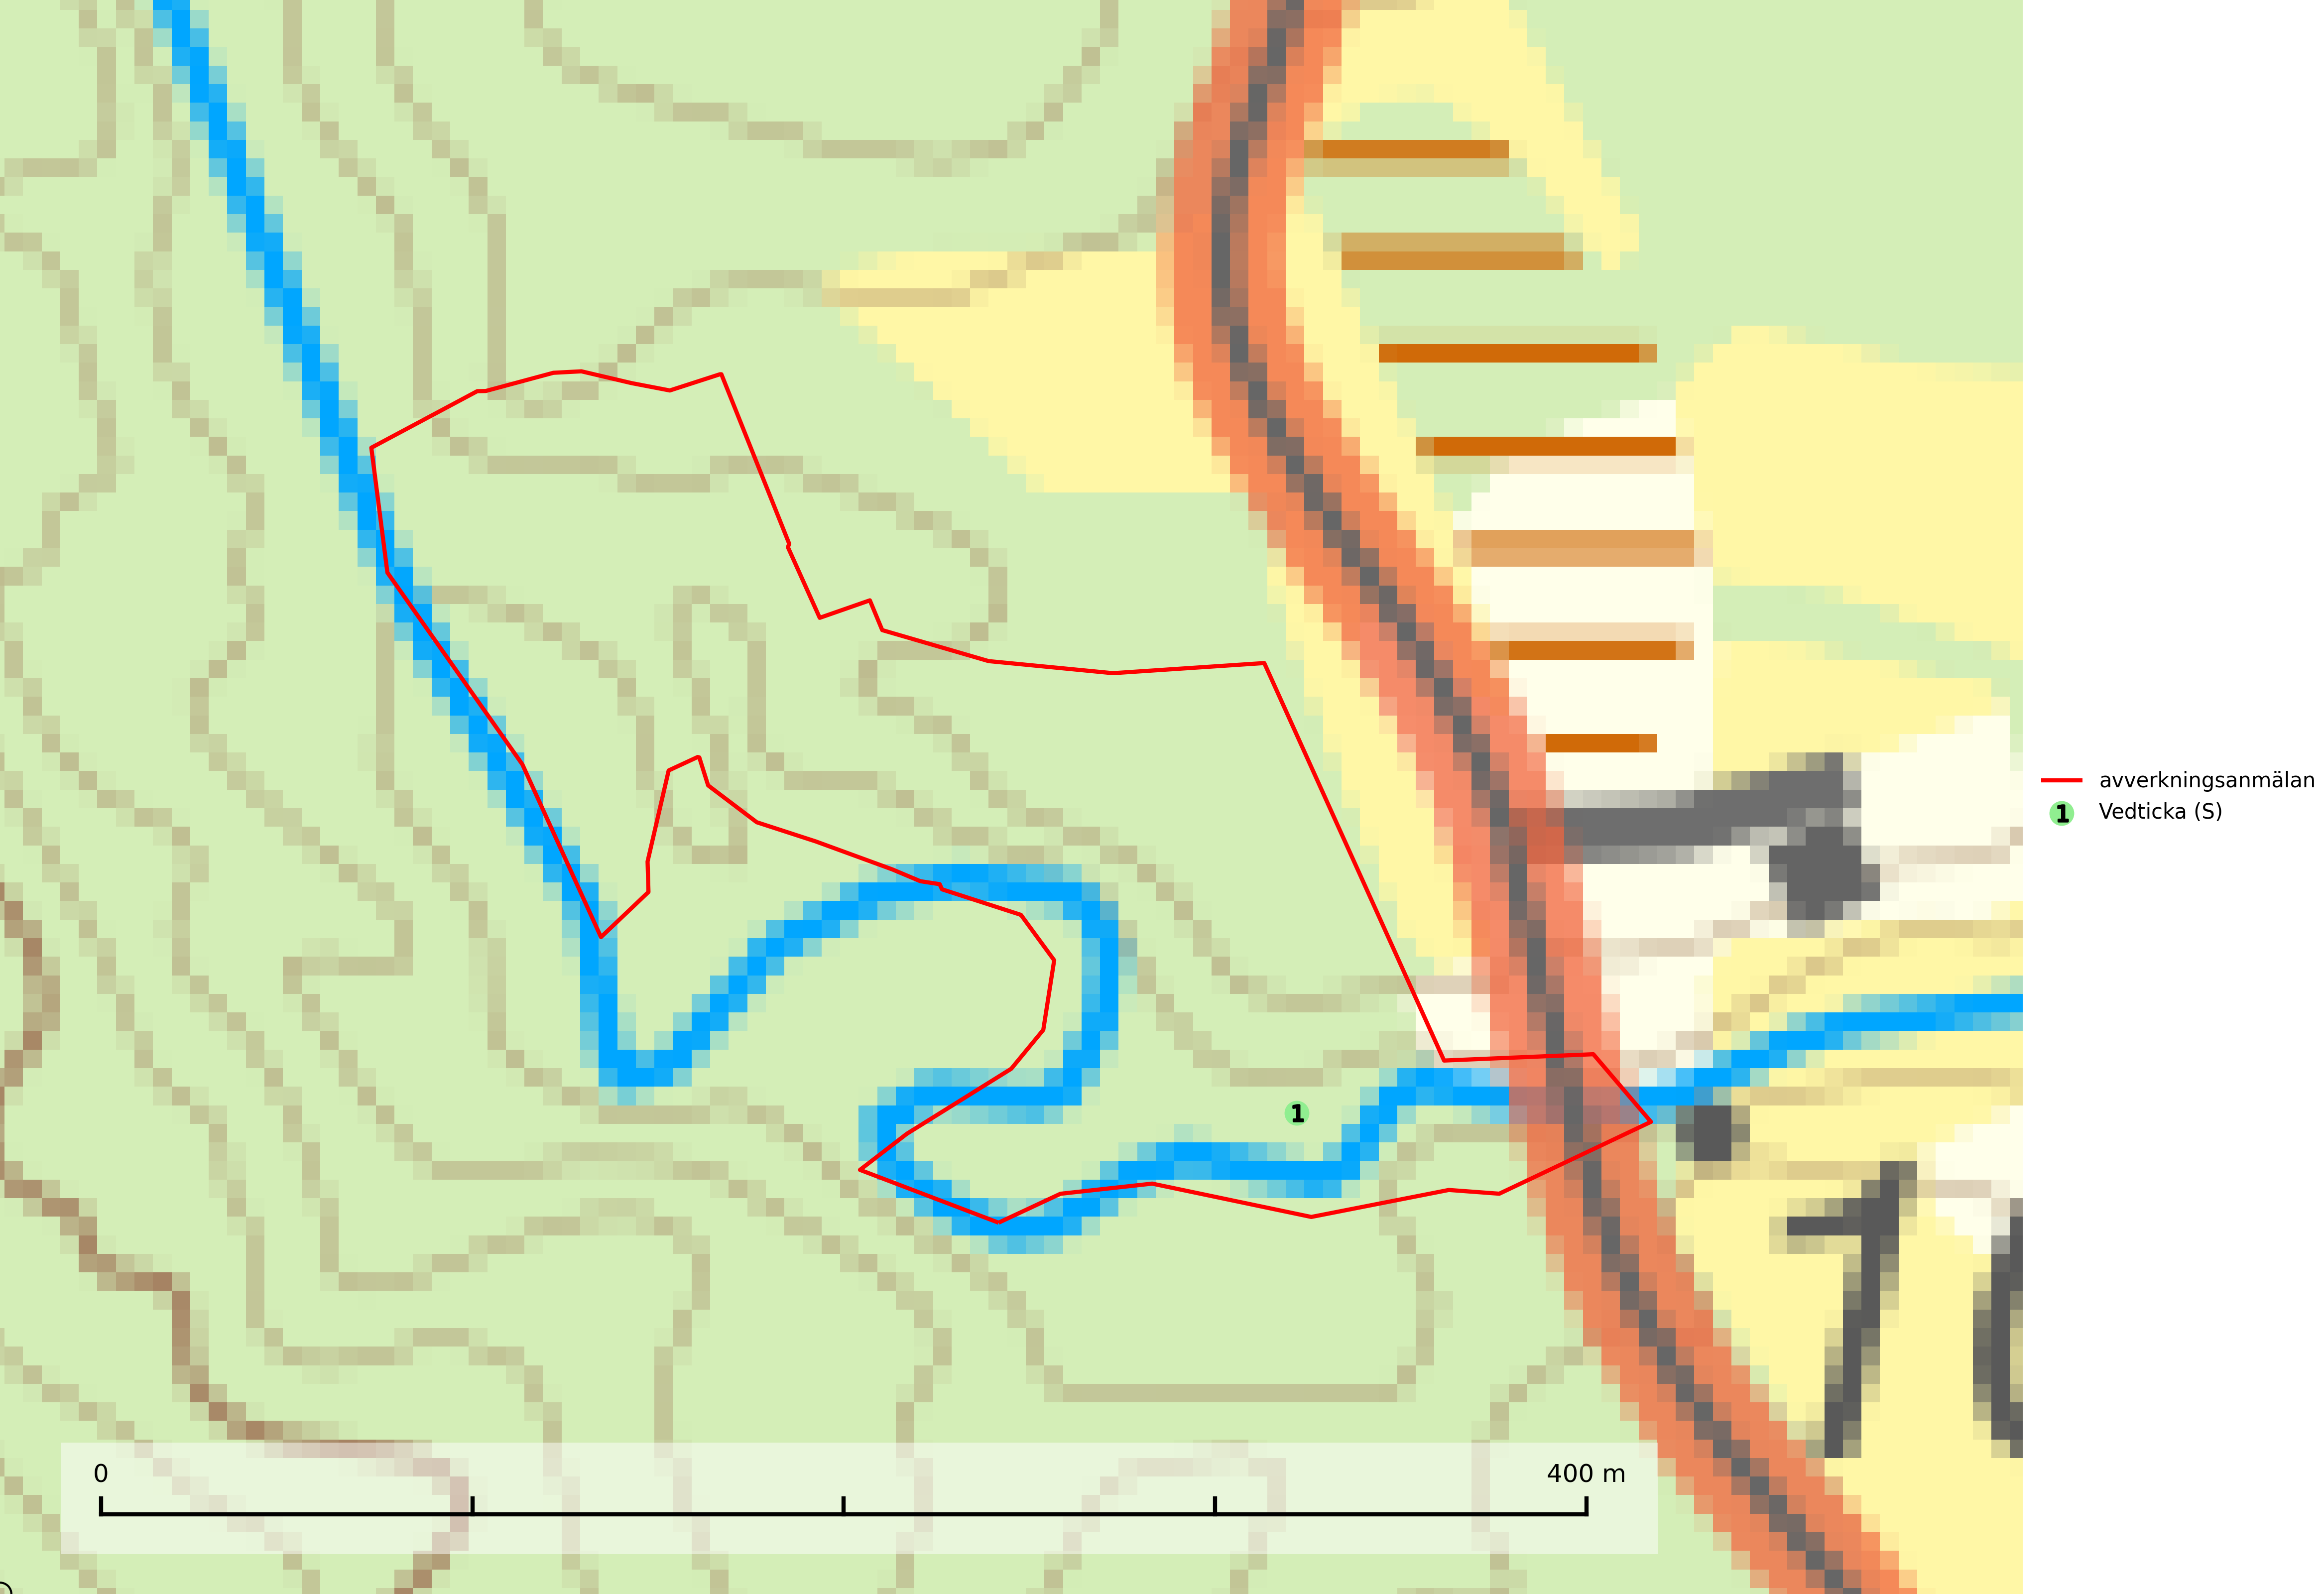 1
avverkningsanmälan
1 Vedticka (S)
0 400 m